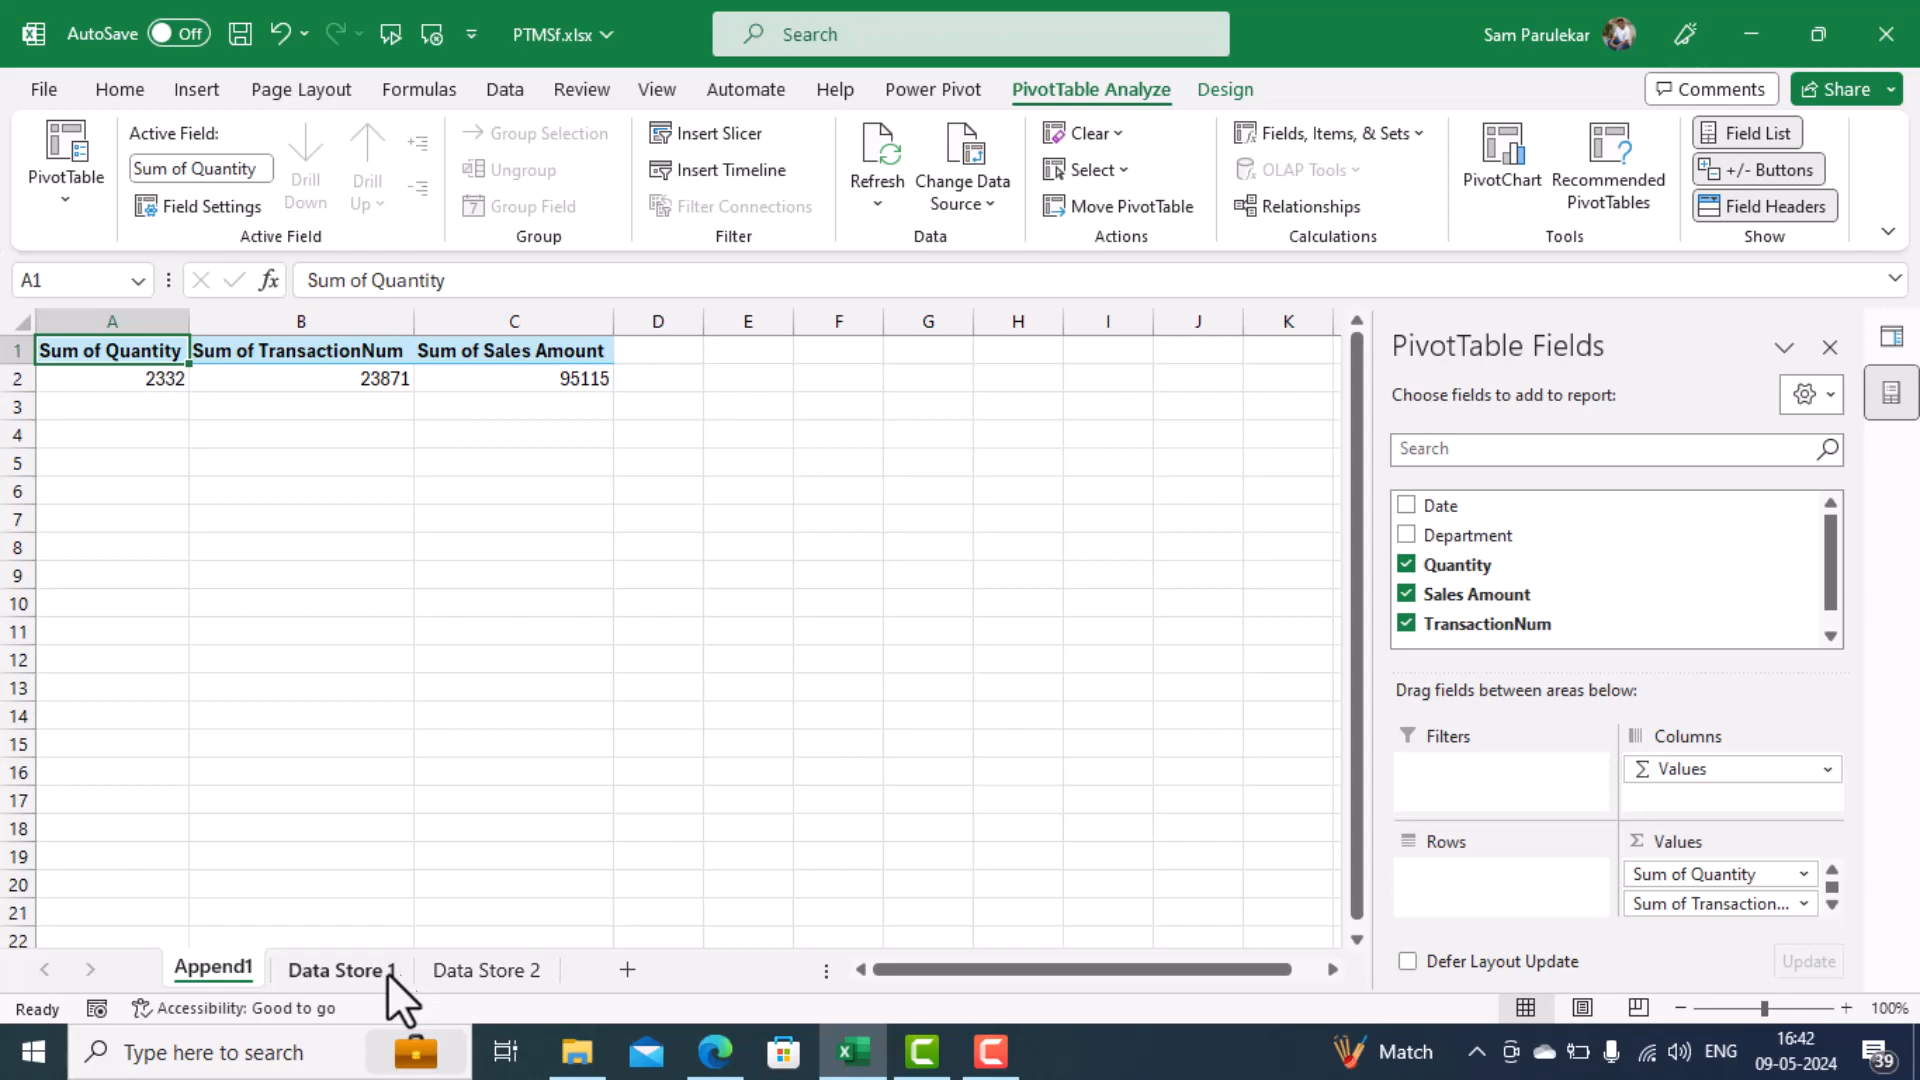 AutoSave Off PTMSf.xlsx Search Sam Parulekar
File Home Insert Page Layout Formulas Data Review View Automate Help Power Pivot PivotTable Analyze Design Comments Share
PivotTable
Active Field:
Sum of Quantity
Field Settings
Drill Down
Drill Up
Active Field
Group Selection
Ungroup
7 Group Field
Group
Insert Slicer
Insert Timeline
Filter Connections
Filter
Refresh
Change Data Source
Data
Clear
Select
Move PivotTable
Actions
Fields, Items, & Sets
OLAP Tools
Relationships
Calculations
PivotChart
Recommended PivotTables
Tools
Field List
+/- Buttons
Field Headers
Show
A1 fx Sum of Quantity
A B C D E F G H I J K
1 Sum of Quantity Sum of TransactionNum Sum of Sales Amount
2 2332 23871 95115
3
4
5
6
7
8
9
10
11
12
13
14
15
16
17
18
19
20
21
22
PivotTable Fields
Choose fields to add to report:
Search
Date
Department
Quantity
Sales Amount
TransactionNum
Drag fields between areas below:
Filters
Columns
Σ Values
Rows
Σ Values
Sum of Quantity
Sum of Transaction...
Defer Layout Update Update
Append1 Data Store 1 Data Store 2 +
Ready Accessibility: Good to go − + 100%
Type here to search Match ENG 16:42
09-05-2024 39